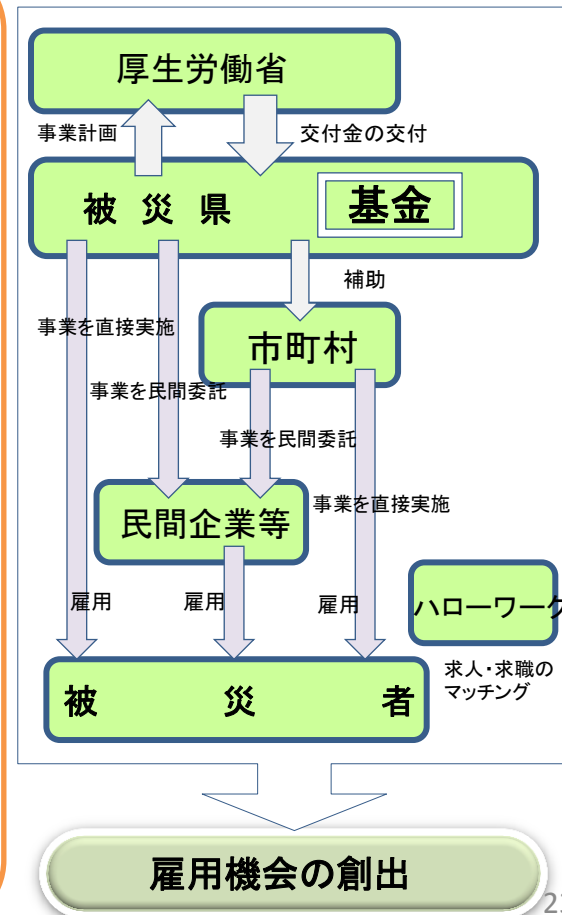 厚生労働省
事業計画
交付金の交付
被 災 県
基金
補助
事業を直接実施
市町村
事業を民間委託
事業を民間委託
事業を直接実施
民間企業等
雇用
雇用
雇用
ハローワーク
求人・求職の
マッチング
被 災 者
雇用機会の創出